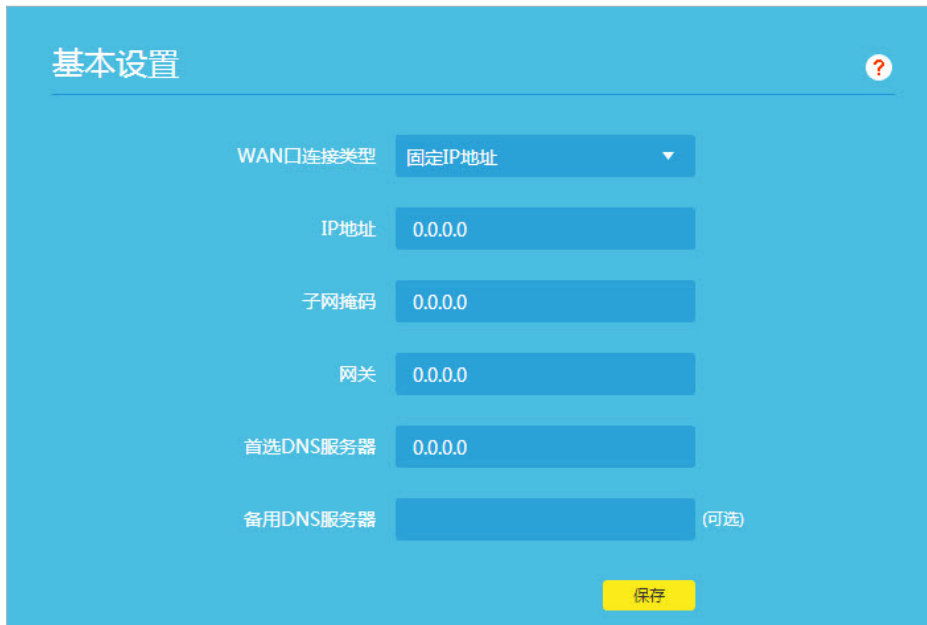 基本设置
?
WAN口连接类型 固定IP地址
IP地址 0.0.0.0
子网掩码 0.0.0.0
网关 0.0.0.0
首选DNS服务器 0.0.0.0
备用DNS服务器 (可选)
保存